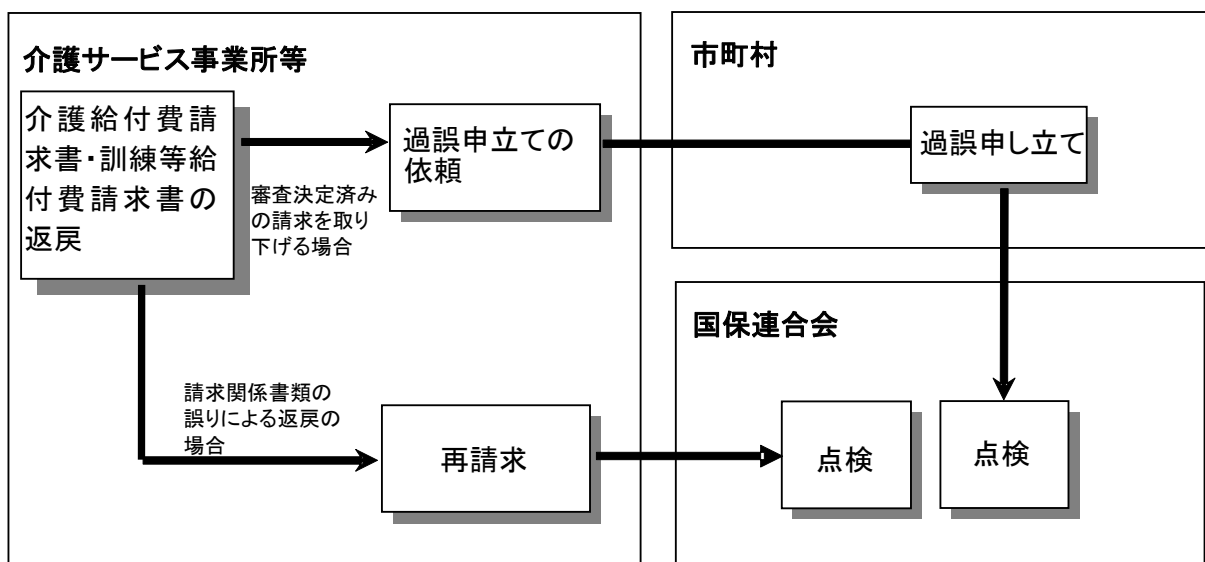 介護サービス事業所等
介護給付費請
求書・訓練等給
付費請求書の
返戻
過誤申立ての
依頼
審査決定済み
の請求を取り
下げる場合
請求関係書類の
誤りによる返戻の
場合
再請求
市町村
過誤申し立て
国保連合会
点検
点検